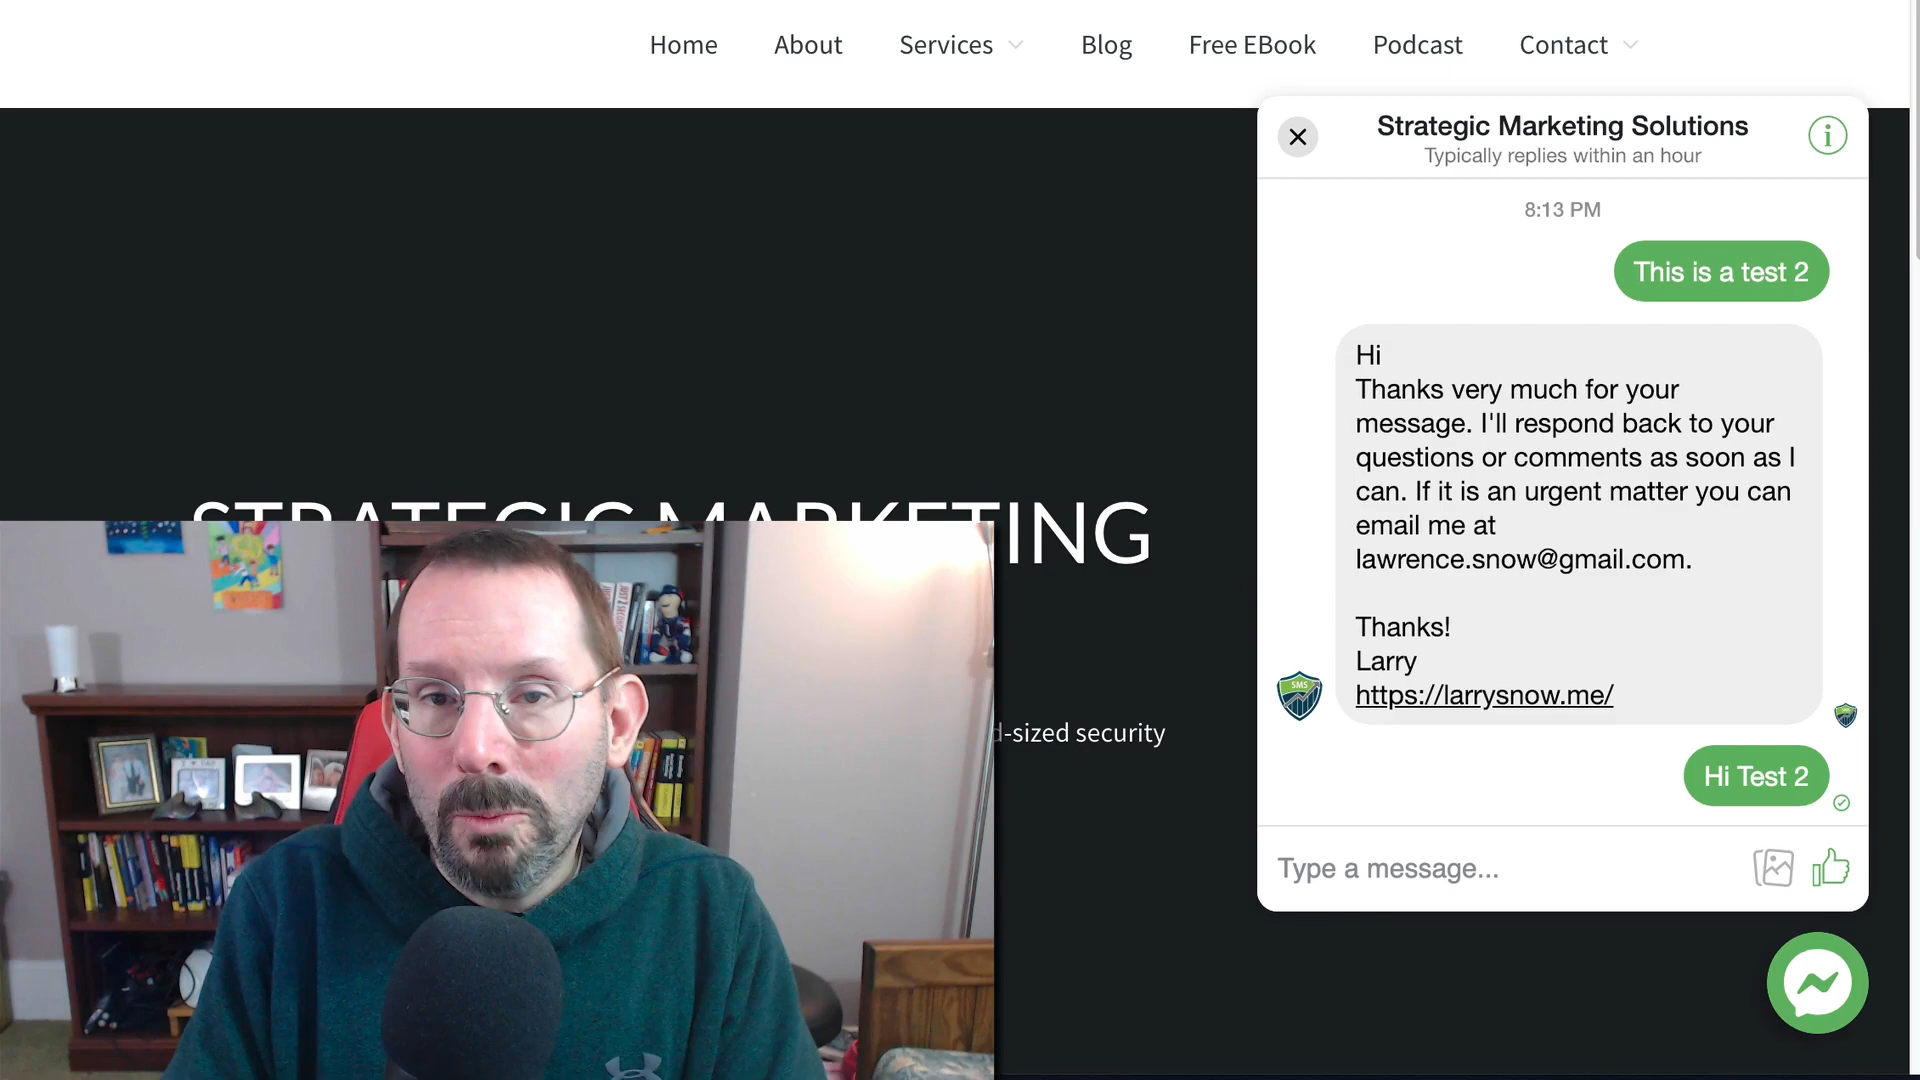 Home About Services Blog Free EBook Podcast Contact
Strategic Marketing Solutions
Typically replies within an hour
8:13 PM
This is a test 2
Hi
Thanks very much for your
message. I'll respond back to your
questions or comments as soon as I
can. If it is an urgent matter you can
email me at
lawrence.snow@gmail.com.
Thanks!
Larry
https://larrysnow.me/
SMS
Hi Test 2
Type a message...
STRATEGIC MARKETING
d-sized security